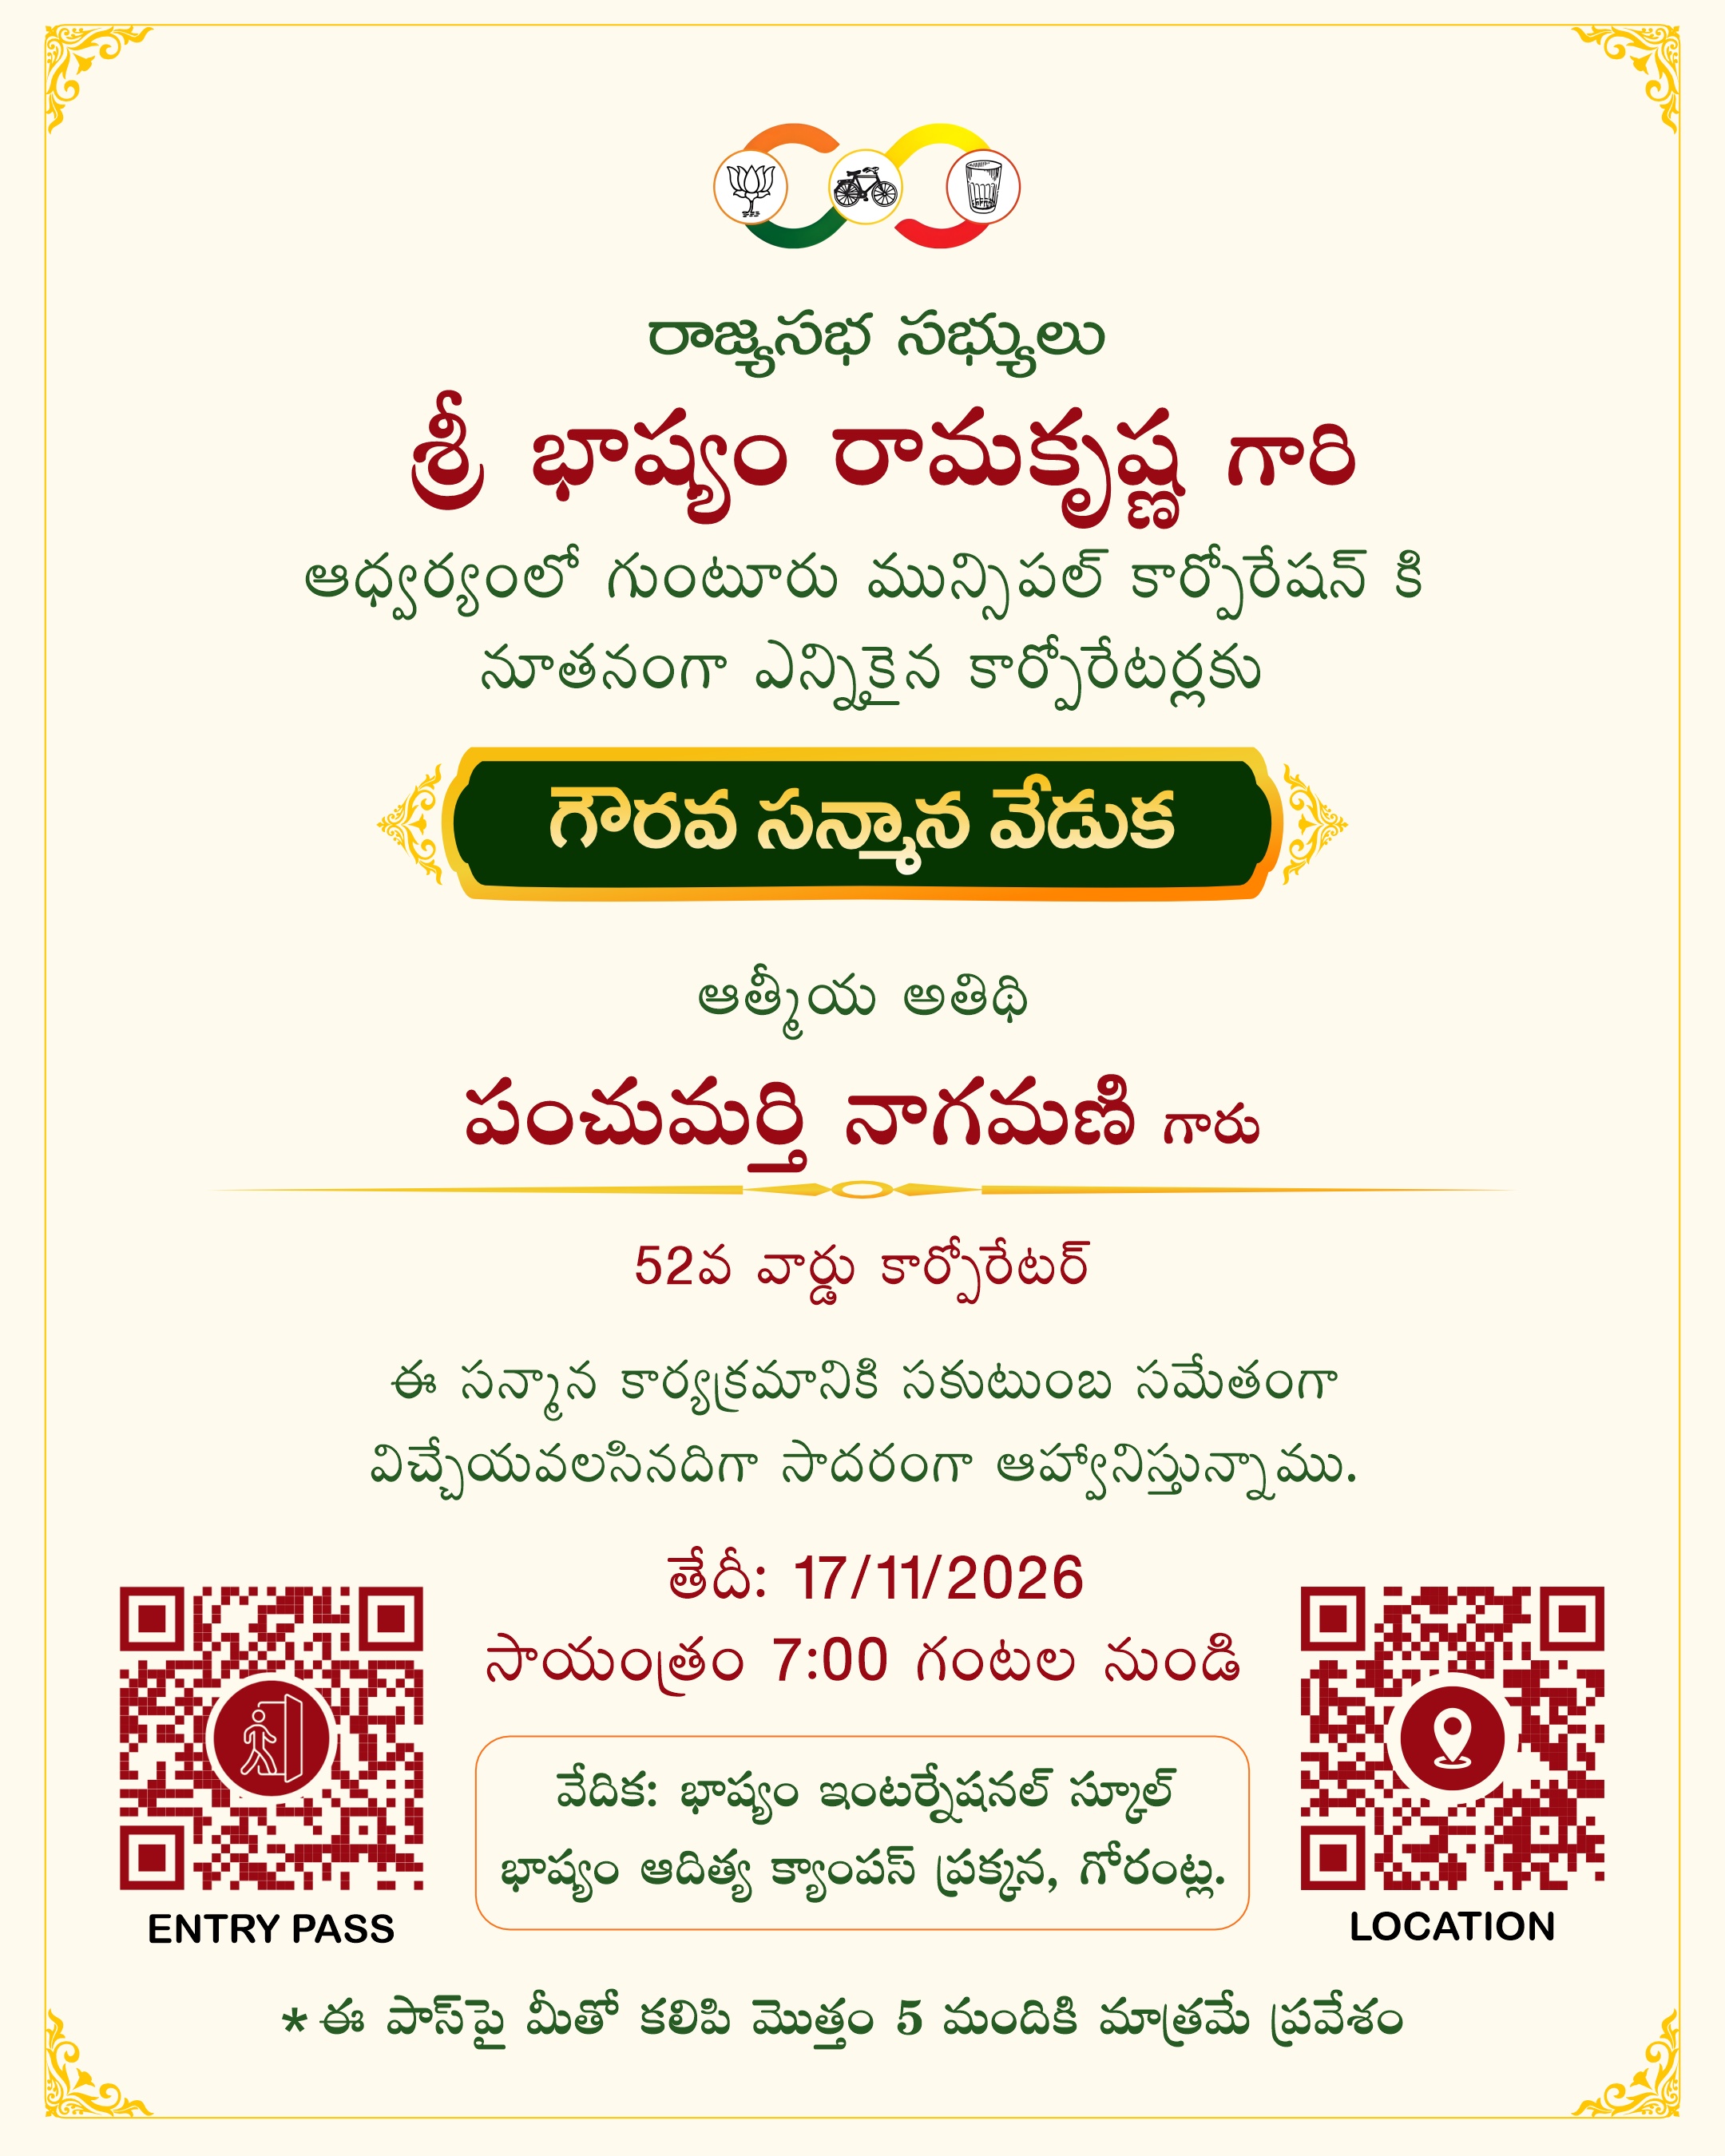 రాజ్యసభ సభ్యులు
శ్రీ భాష్యం రామకృష్ణ గారి
ఆధ్వర్యంలో గుంటూరు మున్సిపల్ కార్పోరేషన్ కి
నూతనంగా ఎన్నికైన కార్పోరేటర్లకు
గౌరవ సన్మాన వేడుక
ఆత్మీయ అతిథి
పంచుమర్తి నాగమణి గారు
52వ వార్డు కార్పోరేటర్
ఈ సన్మాన కార్యక్రమానికి సకుటుంబ సమేతంగా
విచ్చేయవలసినదిగా సాదరంగా ఆహ్వానిస్తున్నాము.
తేదీ: 17/11/2026
సాయంత్రం 7:00 గంటల నుండి
వేదిక: భాష్యం ఇంటర్నేషనల్ స్కూల్
భాష్యం ఆదిత్య క్యాంపస్ ప్రక్కన, గోరంట్ల.
ENTRY PASS
LOCATION
* ఈ పాస్‌పై మీతో కలిపి మొత్తం 5 మందికి మాత్రమే ప్రవేశం